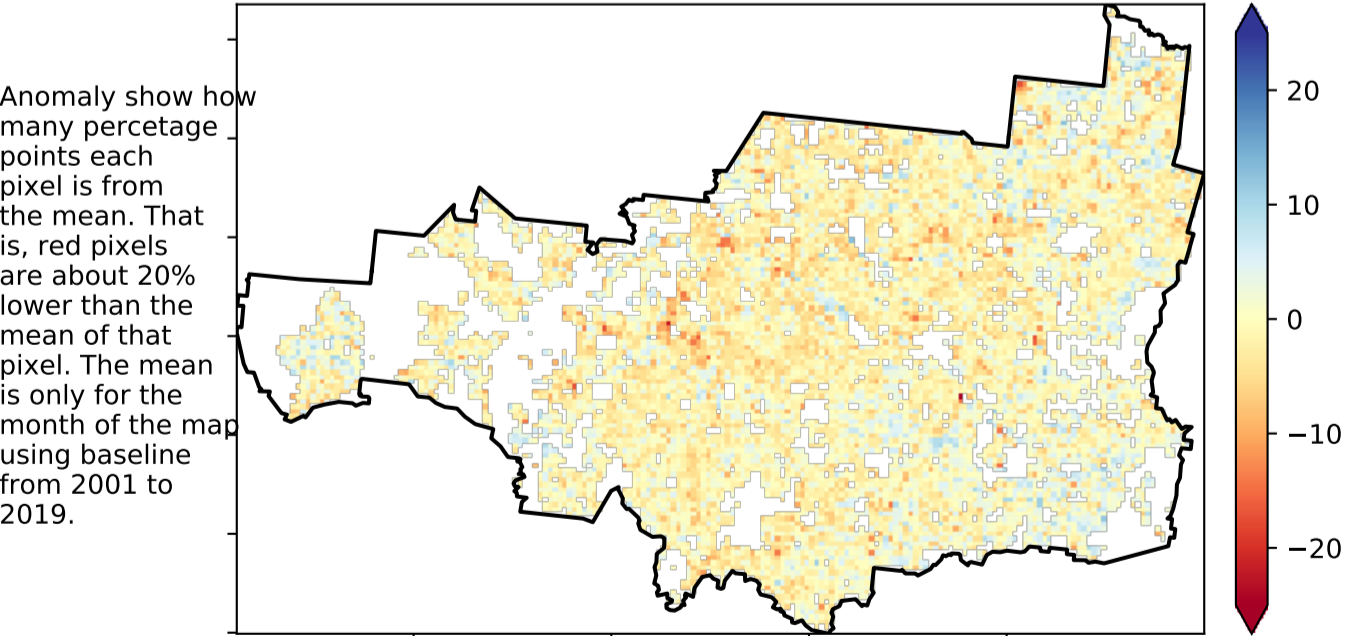 Anomaly show how
many percetage
points each
pixel is from
the mean. That
is, red pixels
are about 20%
lower than the
mean of that
pixel. The mean
is only for the
month of the map
using baseline
from 2001 to
2019.
20
10
0
−10
−20